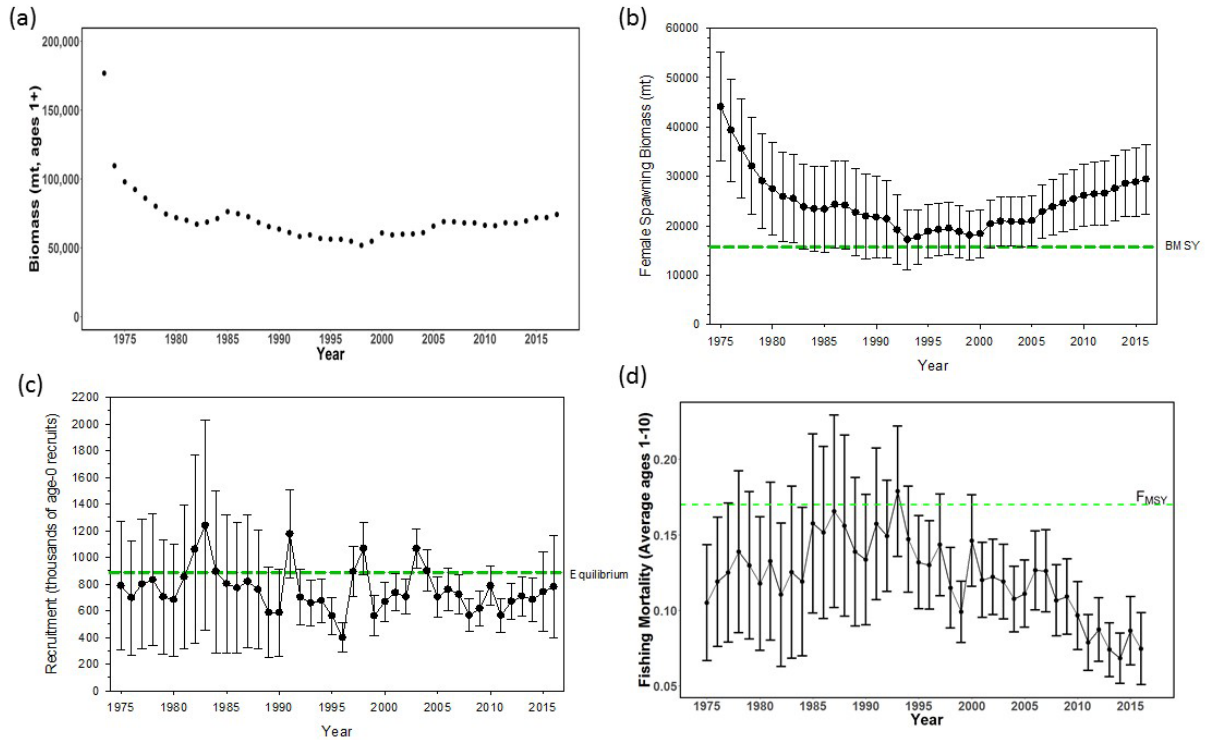 (a)
Biomass (mt, ages 1+)
200,000
150,000
100,000
50,000
0
1975 1980 1985 1990 1995 2000 2005 2010 2015
Year
(b)
Female Spawning Biomass (mt)
60000
50000
40000
30000
20000
10000
0
BMSY
1975 1980 1985 1990 1995 2000 2005 2010 2015
Year
(c)
Recruitment (thousands of age-0 recruits)
2200
2000
1800
1600
1400
1200
1000
800
600
400
200
0
Equilibrium
1975 1980 1985 1990 1995 2000 2005 2010 2015
Year
(d)
Fishing Mortality (Average ages 1-10)
0.20
0.15
0.10
0.05
FMSY
1975 1980 1985 1990 1995 2000 2005 2010 2015
Year